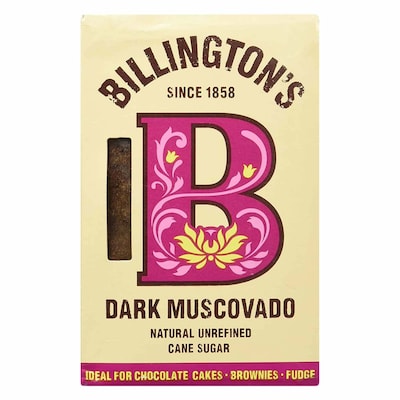 BILLINGTON'S
SINCE 1858
B
DARK MUSCOVADO
NATURAL UNREFINED
CANE SUGAR
IDEAL FOR CHOCOLATE CAKES · BROWNIES · FUDGE